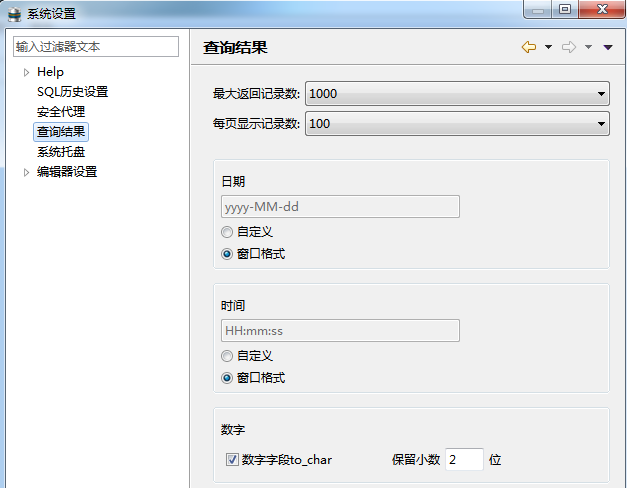 系统设置
输入过滤器文本
Help
SQL历史设置
安全代理
查询结果
系统托盘
编辑器设置
查询结果
最大返回记录数: 1000
每页显示记录数: 100
日期
yyyy-MM-dd
自定义
窗口格式
时间
HH:mm:ss
自定义
窗口格式
数字
数字字段to_char 保留小数 2 位